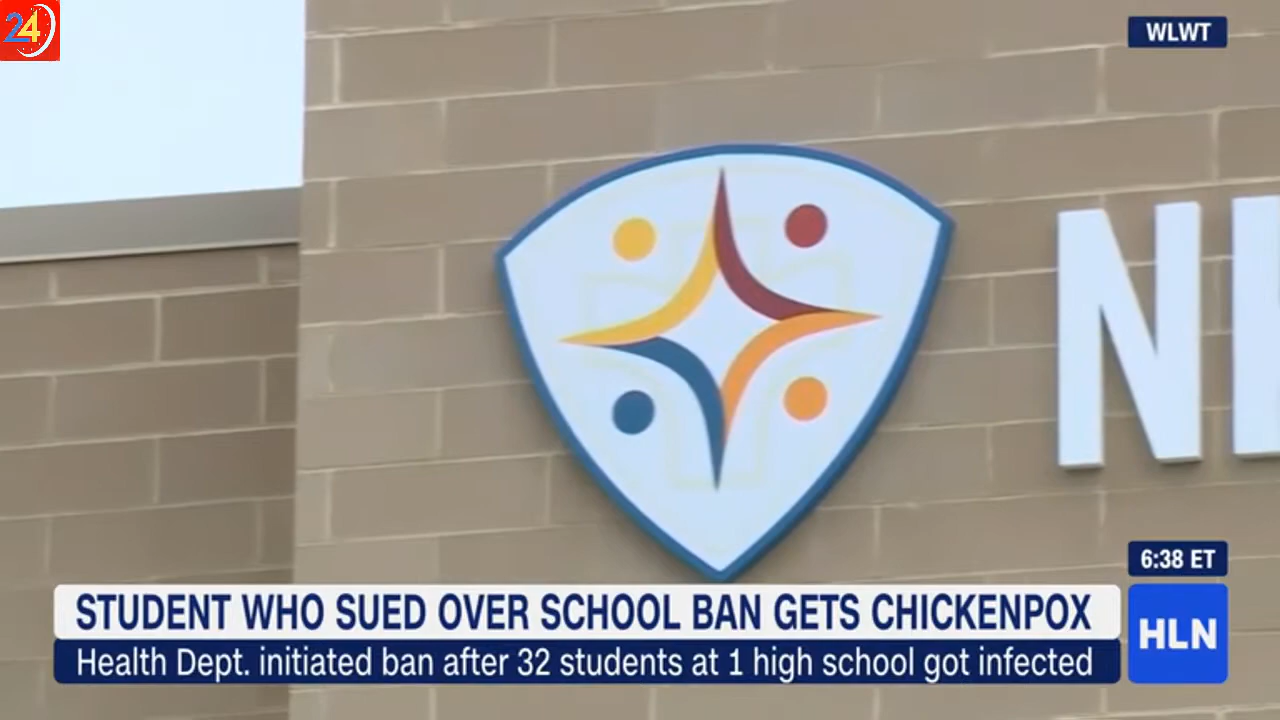 24
WLWT
N
6:38 ET
STUDENT WHO SUED OVER SCHOOL BAN GETS CHICKENPOX
HLN
Health Dept. initiated ban after 32 students at 1 high school got infected